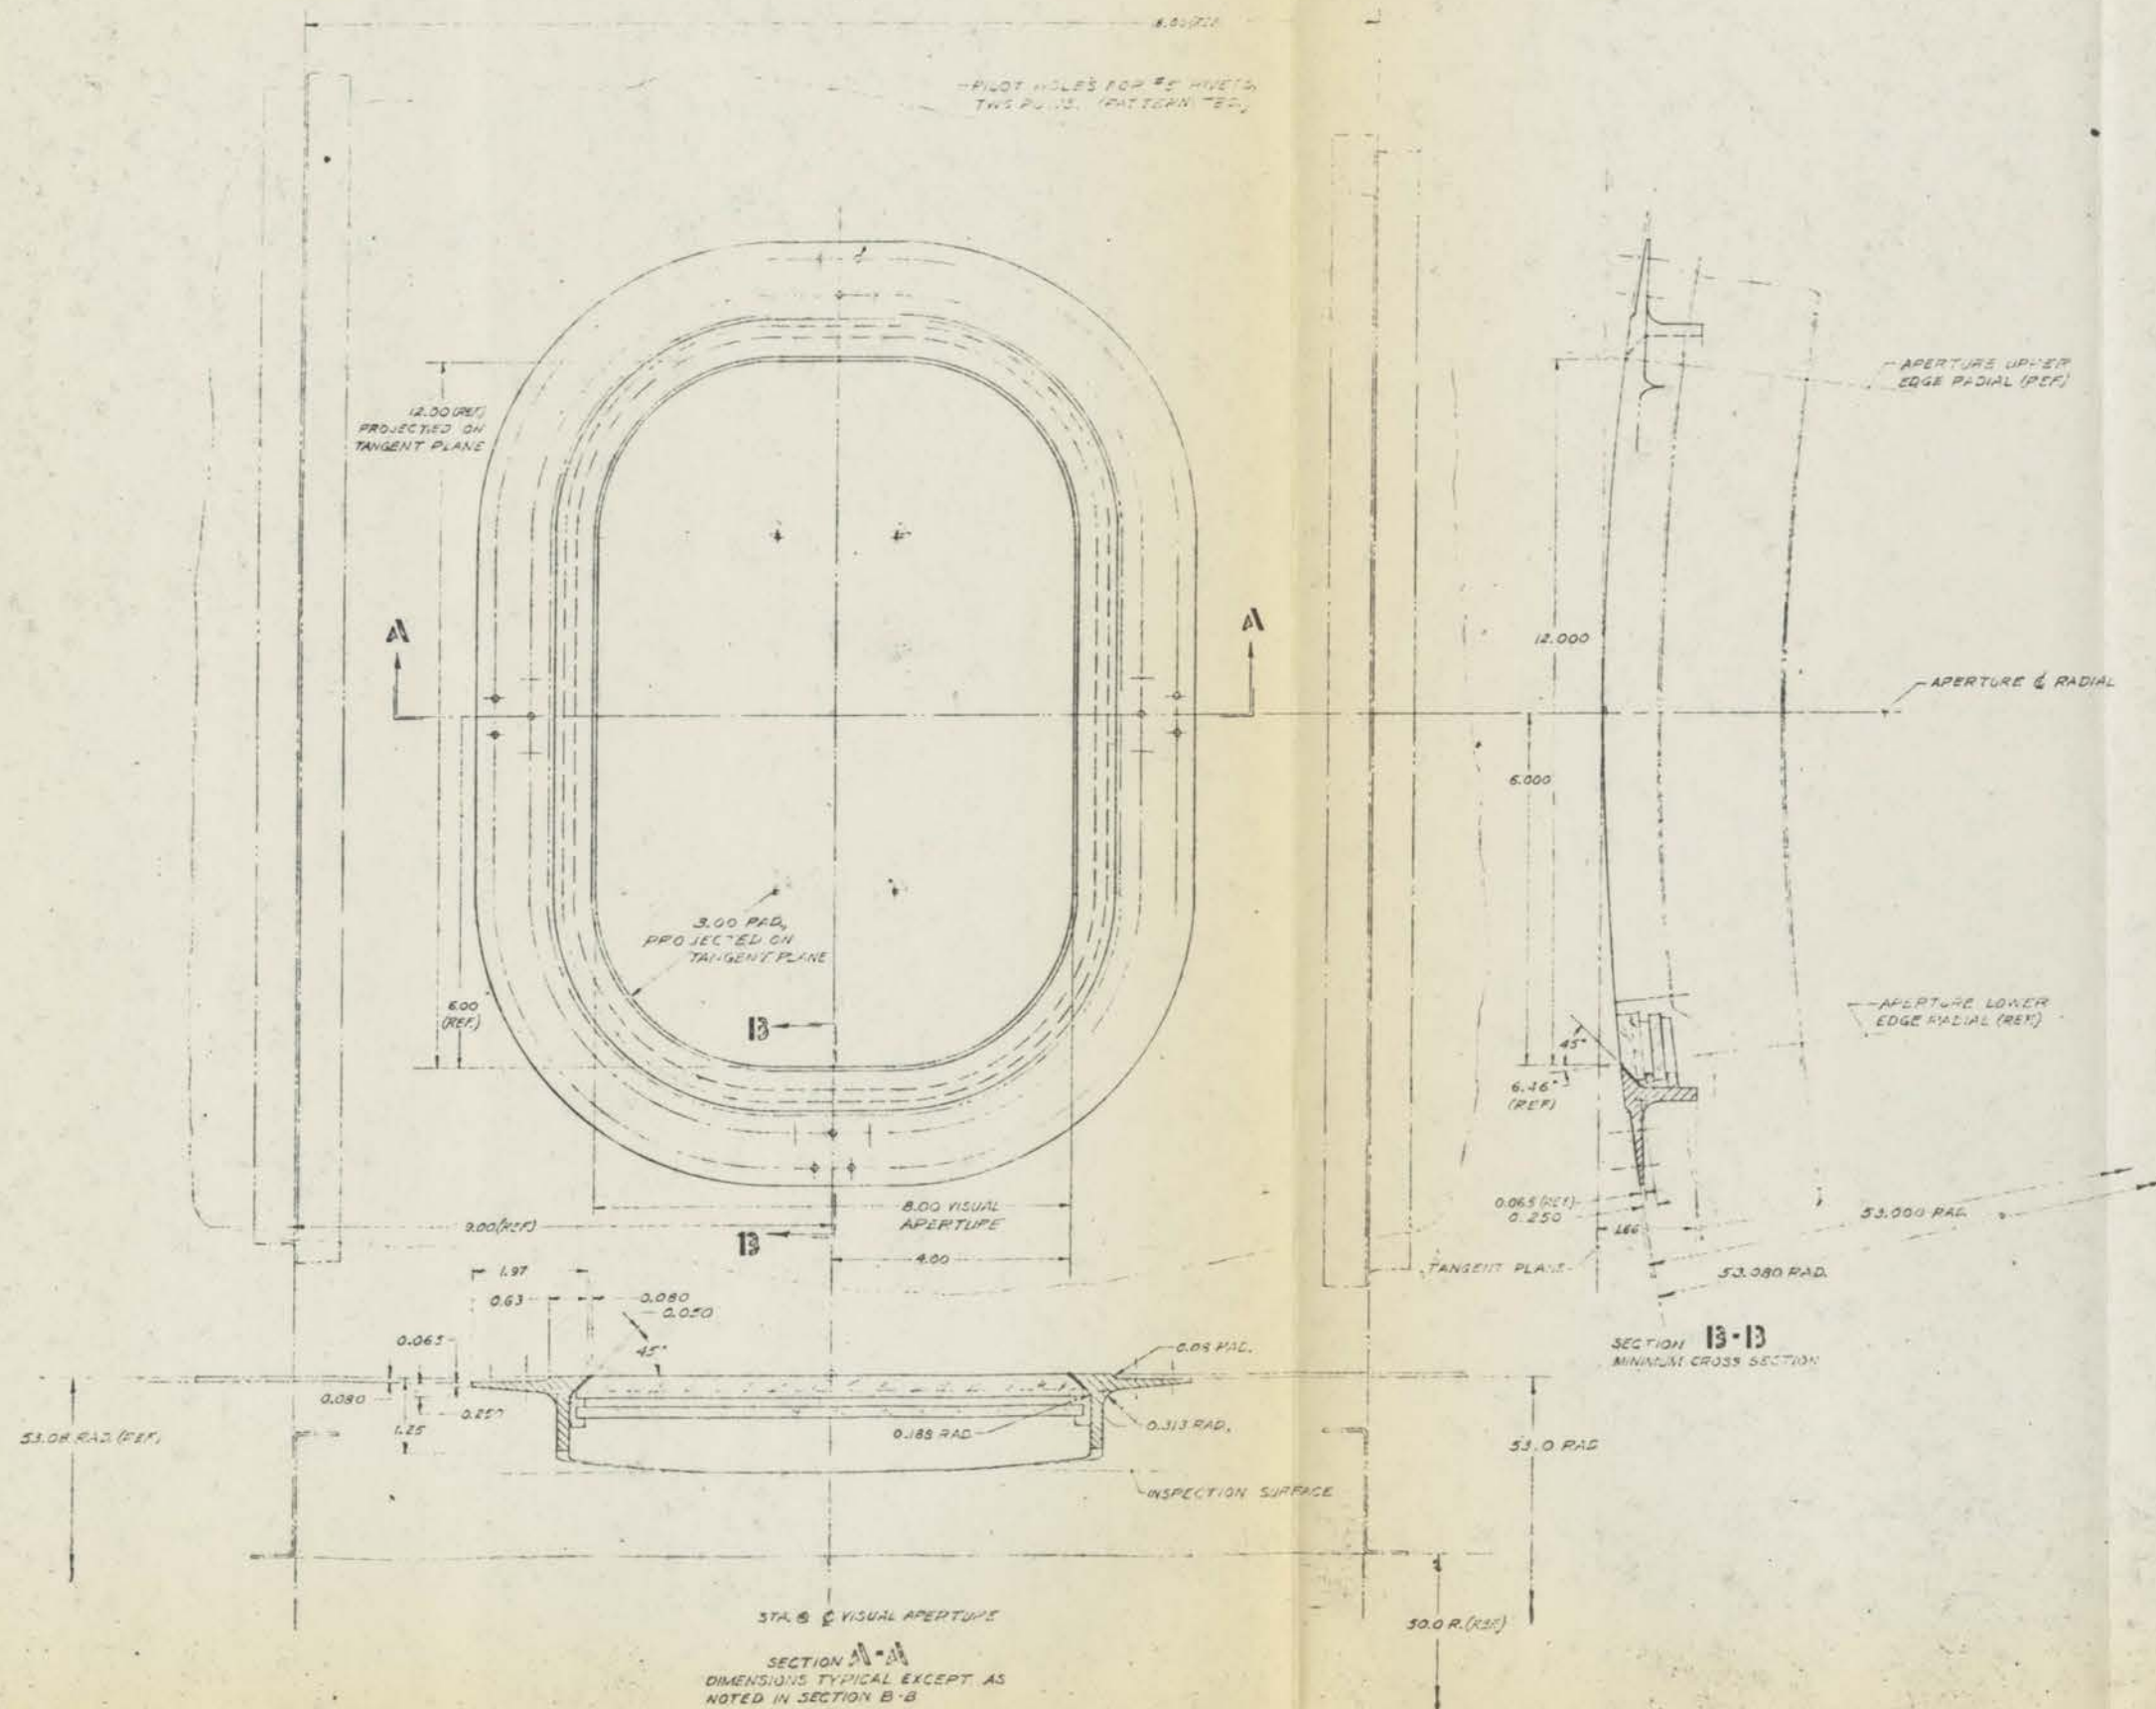 PILOT HOLES FOR #5 RIVETS,
12.00 (REF)
PROJECTED ON
TANGENT PLANE
APERTURE UPPER
EDGE RADIAL (REF)
A
A
12.000
APERTURE ℄ RADIAL
6.000
3.00 RAD.
PROJECTED ON
TANGENT PLANE
6.00
(REF.)
B
APERTURE LOWER
EDGE RADIAL (REF.)
45°
6.46°
(REF)
0.065 (REF)
0.250
1.66
53.000 RAD.
8.00 VISUAL
APERTURE
9.00 (REF)
B
4.00
TANGENT PLANE
53.080 RAD.
1.97
0.63
0.080
0.050
45°
0.065
0.080
0.250
1.25
0.09 RAD.
SECTION B-B
MINIMUM CROSS SECTION
53.08 RAD. (REF)
0.188 RAD
0.313 RAD.
53.0 RAD
INSPECTION SURFACE
STA. @ ℄ VISUAL APERTURE
50.0 R. (REF)
SECTION A-A
DIMENSIONS TYPICAL EXCEPT AS
NOTED IN SECTION B-B